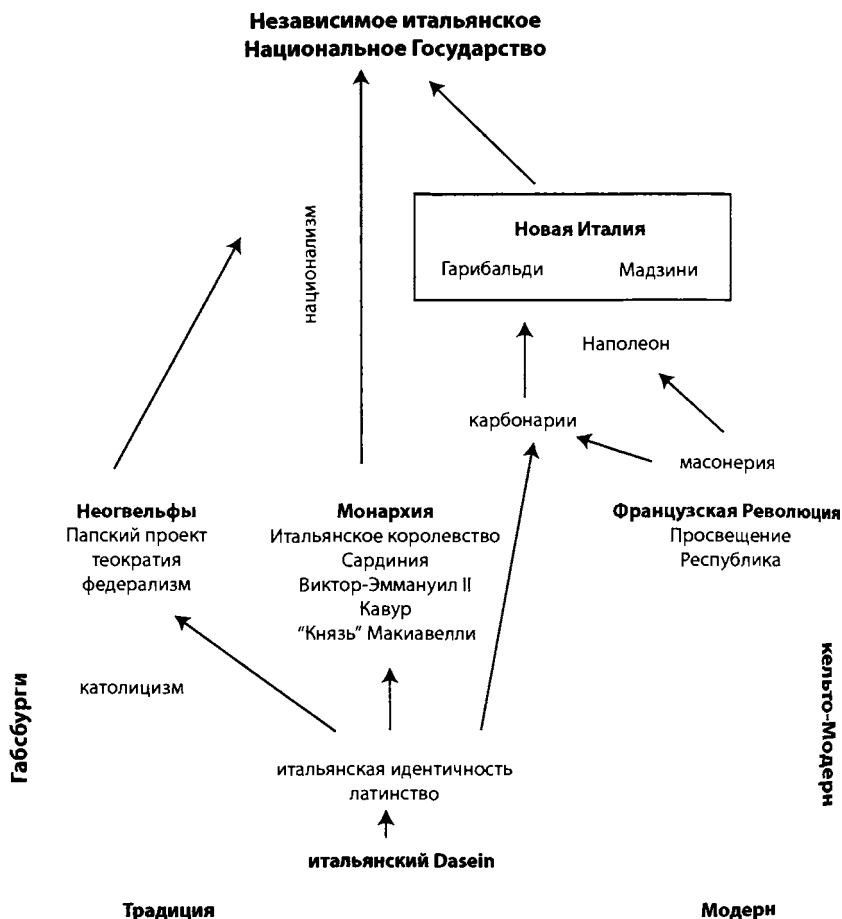 Независимое итальянское
Национальное Государство
национализм
Новая Италия
Гарибальди Мадзини
Наполеон
карбонарии
масонерия
Неогвельфы
Папский проект
теократия
федерализм
Монархия
Итальянское королевство
Сардиния
Виктор-Эммануил II
Кавур
"Князь" Макиавелли
Французская Революция
Просвещение
Республика
Габсбурги
католицизм
кельто-Модерн
итальянская идентичность
латинство
итальянский Dasein
Традиция
Модерн